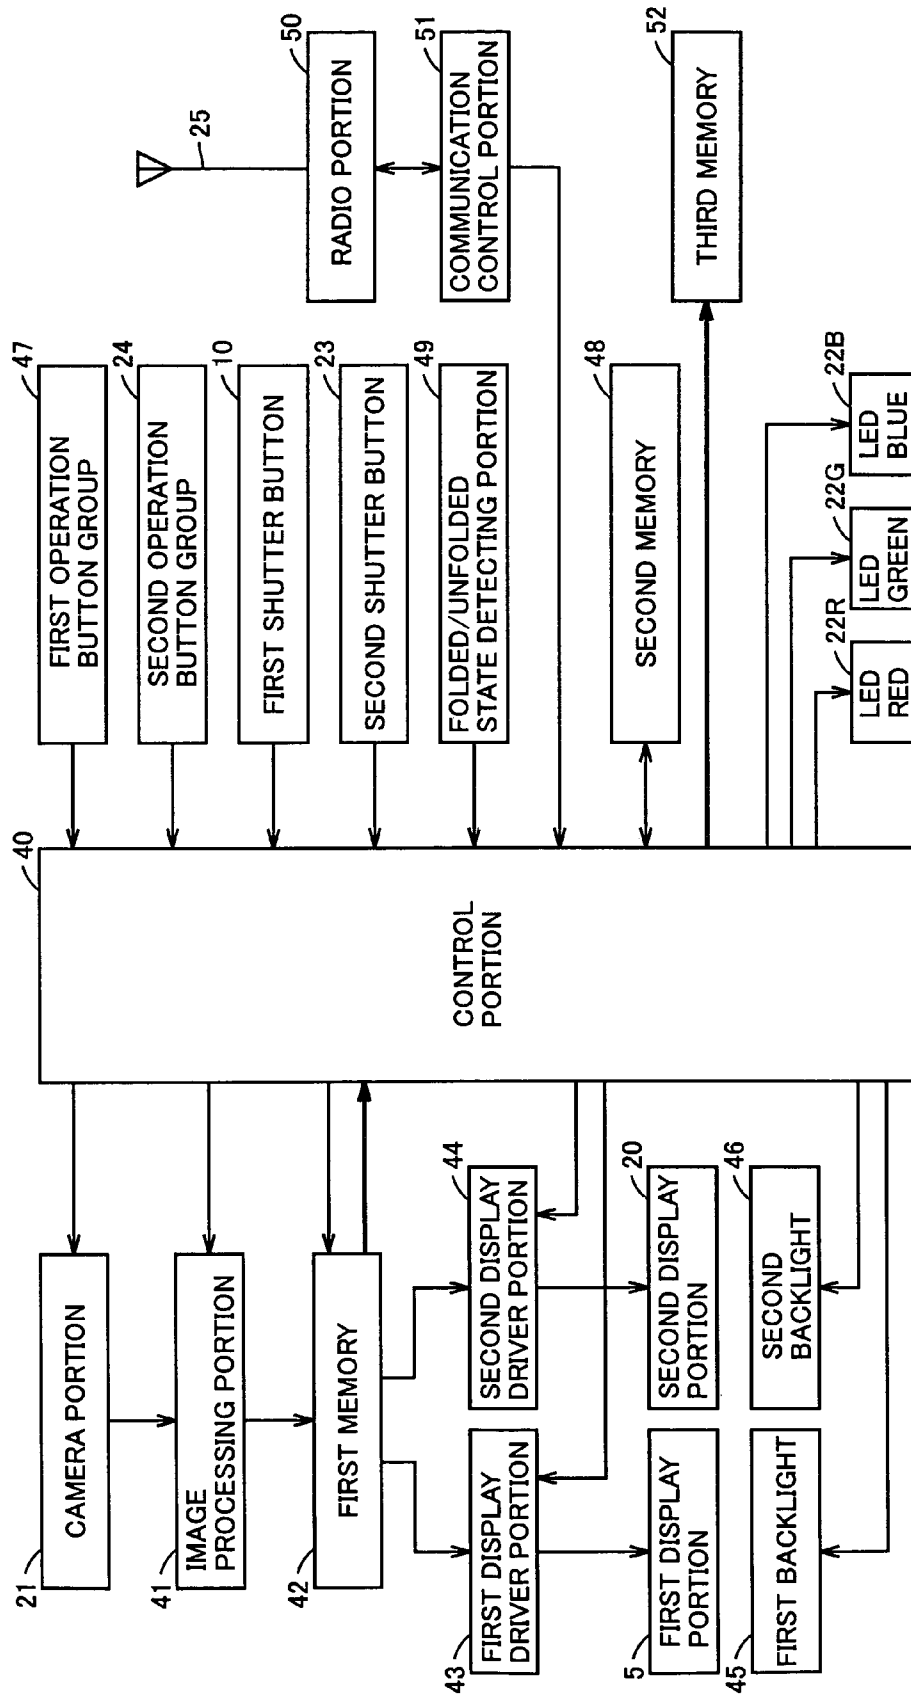 21
CAMERA PORTION
41
IMAGE
PROCESSING PORTION
42
FIRST MEMORY
43
FIRST DISPLAY
DRIVER PORTION
44
SECOND DISPLAY
DRIVER PORTION
5
FIRST DISPLAY
PORTION
20
SECOND DISPLAY
PORTION
45
FIRST BACKLIGHT
46
SECOND
BACKLIGHT
40
CONTROL
PORTION
47
FIRST OPERATION
BUTTON GROUP
24
SECOND OPERATION
BUTTON GROUP
10
FIRST SHUTTER BUTTON
23
SECOND SHUTTER BUTTON
49
FOLDED/UNFOLDED
STATE DETECTING PORTION
48
SECOND MEMORY
22R
LED
RED
22G
LED
GREEN
22B
LED
BLUE
25
50
RADIO PORTION
51
COMMUNICATION
CONTROL PORTION
52
THIRD MEMORY